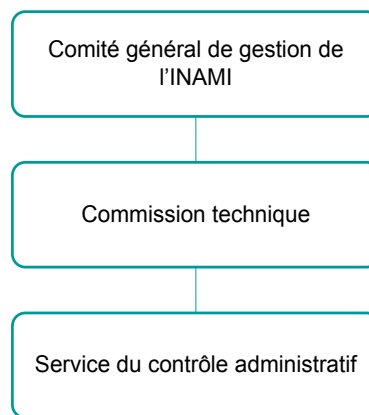 Comité général de gestion de
l'INAMI
Commission technique
Service du contrôle administratif